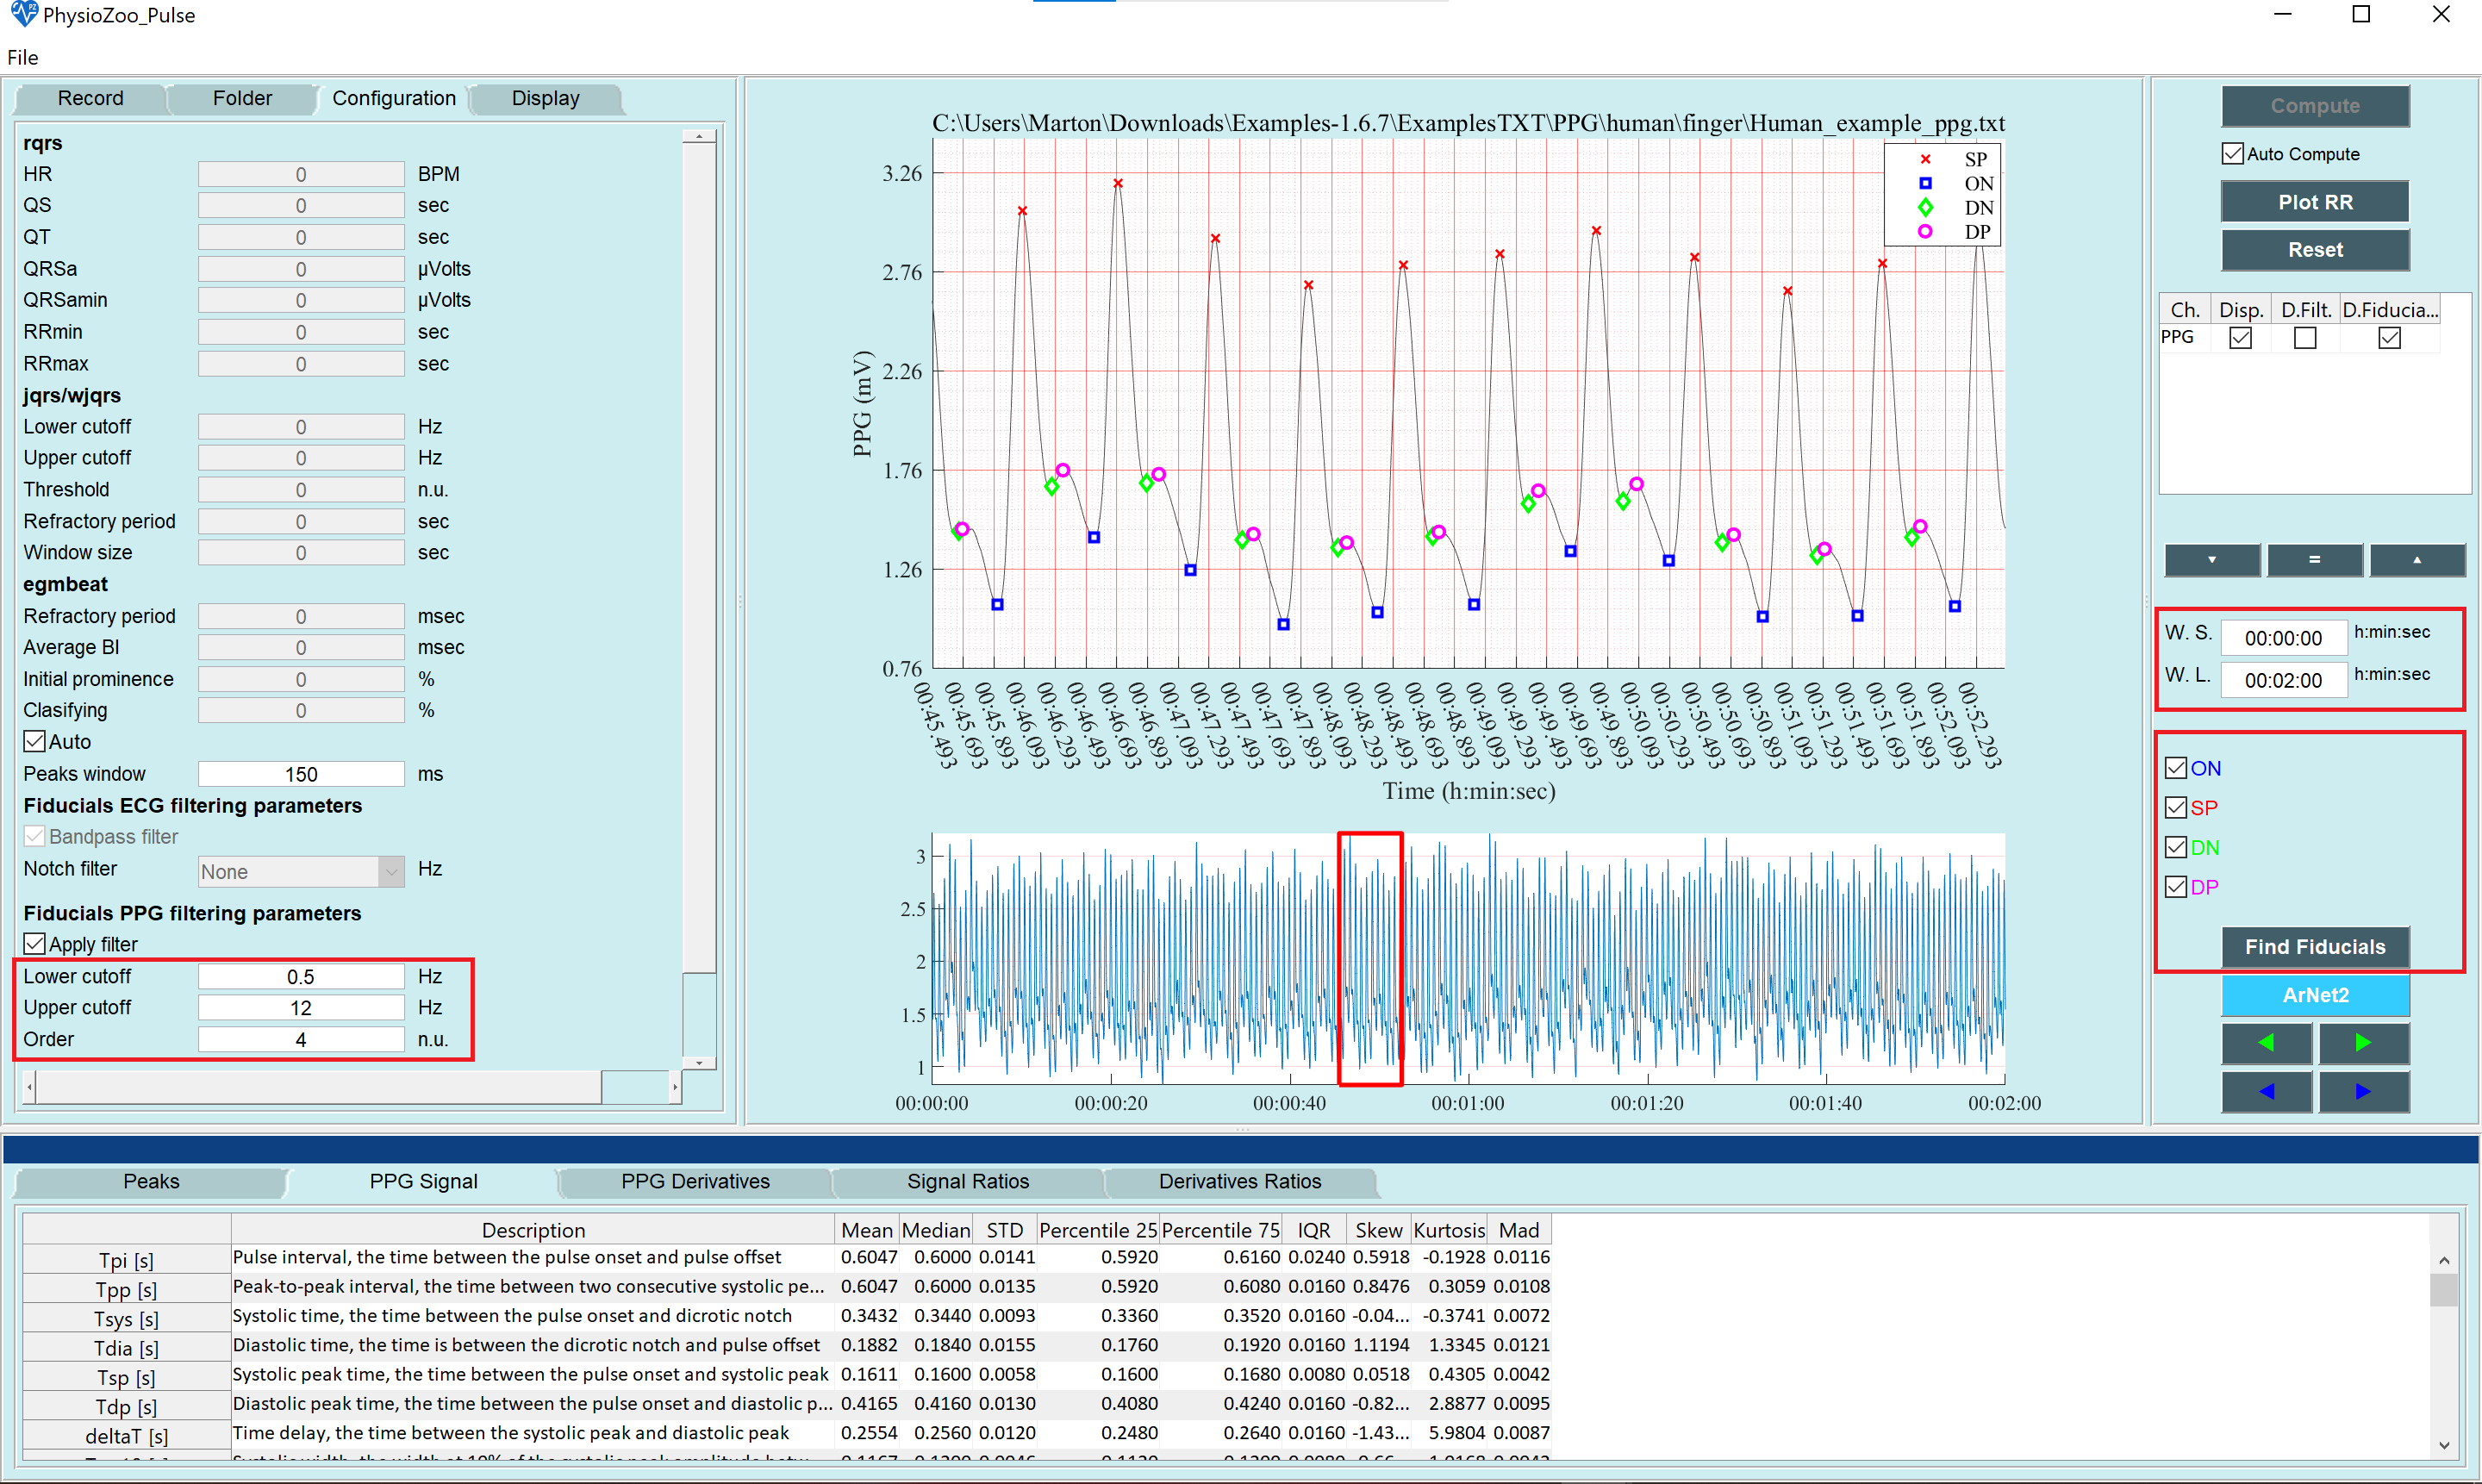 PhysioZoo_Pulse
File
Record Folder Configuration Display
rqrs
HR 0 BPM
QS 0 sec
QT 0 sec
QRSa 0 µVolts
QRSamin 0 µVolts
RRmin 0 sec
RRmax 0 sec
jqrs/wjqrs
Lower cutoff 0 Hz
Upper cutoff 0 Hz
Threshold 0 n.u.
Refractory period 0 sec
Window size 0 sec
egmbeat
Refractory period 0 msec
Average BI 0 msec
Initial prominence 0 %
Clasifying 0 %
Auto
Peaks window 150 ms
Fiducials ECG filtering parameters
Bandpass filter
Notch filter None Hz
Fiducials PPG filtering parameters
Apply filter
Lower cutoff 0.5 Hz
Upper cutoff 12 Hz
Order 4 n.u.
C:\Users\Marton\Downloads\Examples-1.6.7\ExamplesTXT\PPG\human\finger\Human_example_ppg.txt
SP
ON
DN
DP
PPG (mV)
3.26
2.76
2.26
1.76
1.26
0.76
00:45.493 00:45.693 00:45.893 00:46.093 00:46.293 00:46.493 00:46.693 00:46.893 00:47.093 00:47.293 00:47.493 00:47.693 00:47.893 00:48.093 00:48.293 00:48.493 00:48.693 00:48.893 00:49.093 00:49.293 00:49.493 00:49.693 00:49.893 00:50.093 00:50.293 00:50.493 00:50.693 00:50.893 00:51.093 00:51.293 00:51.493 00:51.693 00:51.893 00:52.093 00:52.293
Time (h:min:sec)
3
2.5
2
1.5
1
00:00:00 00:00:20 00:00:40 00:01:00 00:01:20 00:01:40 00:02:00
Compute
Auto Compute
Plot RR
Reset
Ch. Disp. D.Filt. D.Fiducia...
PPG
=
W. S. 00:00:00 h:min:sec
W. L. 00:02:00 h:min:sec
ON
SP
DN
DP
Find Fiducials
ArNet2
Peaks PPG Signal PPG Derivatives Signal Ratios Derivatives Ratios
Description Mean Median STD Percentile 25 Percentile 75 IQR Skew Kurtosis Mad
Tpi [s] Pulse interval, the time between the pulse onset and pulse offset 0.6047 0.6000 0.0141 0.5920 0.6160 0.0240 0.5918 -0.1928 0.0116
Tpp [s] Peak-to-peak interval, the time between two consecutive systolic pe... 0.6047 0.6000 0.0135 0.5920 0.6080 0.0160 0.8476 0.3059 0.0108
Tsys [s] Systolic time, the time between the pulse onset and dicrotic notch 0.3432 0.3440 0.0093 0.3360 0.3520 0.0160 -0.04... -0.3741 0.0072
Tdia [s] Diastolic time, the time is between the dicrotic notch and pulse offset 0.1882 0.1840 0.0155 0.1760 0.1920 0.0160 1.1194 1.3345 0.0121
Tsp [s] Systolic peak time, the time between the pulse onset and systolic peak 0.1611 0.1600 0.0058 0.1600 0.1680 0.0080 0.0518 0.4305 0.0042
Tdp [s] Diastolic peak time, the time between the pulse onset and diastolic p... 0.4165 0.4160 0.0130 0.4080 0.4240 0.0160 -0.82... 2.8877 0.0095
deltaT [s] Time delay, the time between the systolic peak and diastolic peak 0.2554 0.2560 0.0120 0.2480 0.2640 0.0160 -1.43... 5.9804 0.0087